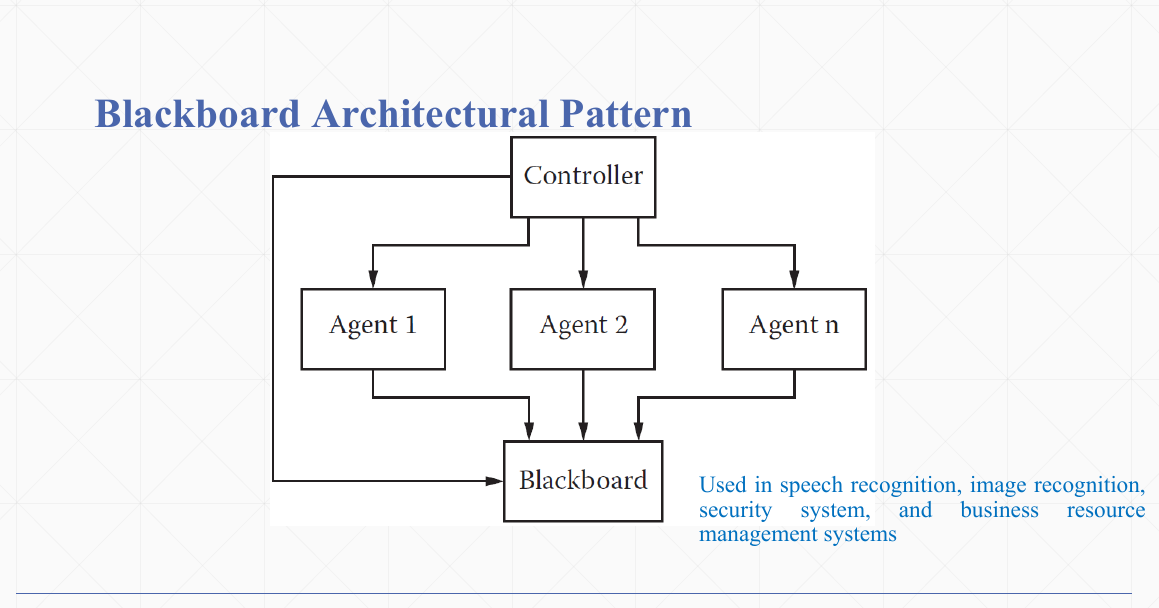 Blackboard Architectural Pattern
Controller
Agent 1
Agent 2
Agent n
Blackboard
Used in speech recognition, image recognition,
security system, and business resource
management systems